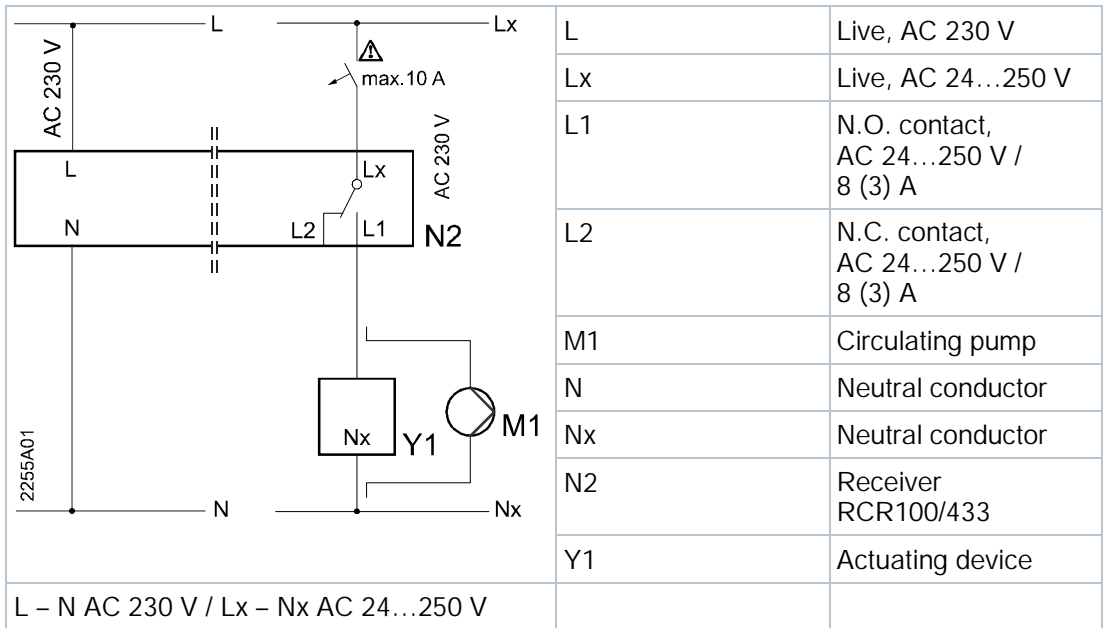 L
Lx
AC 230 V
max.10 A
AC 230 V
L
Lx
N
L2
L1
N2
Nx
Y1
M1
2255A01
N
Nx
L Live, AC 230 V
Lx Live, AC 24...250 V
L1 N.O. contact,
AC 24...250 V /
8 (3) A
L2 N.C. contact,
AC 24...250 V /
8 (3) A
M1 Circulating pump
N Neutral conductor
Nx Neutral conductor
N2 Receiver
RCR100/433
Y1 Actuating device
L – N AC 230 V / Lx – Nx AC 24...250 V